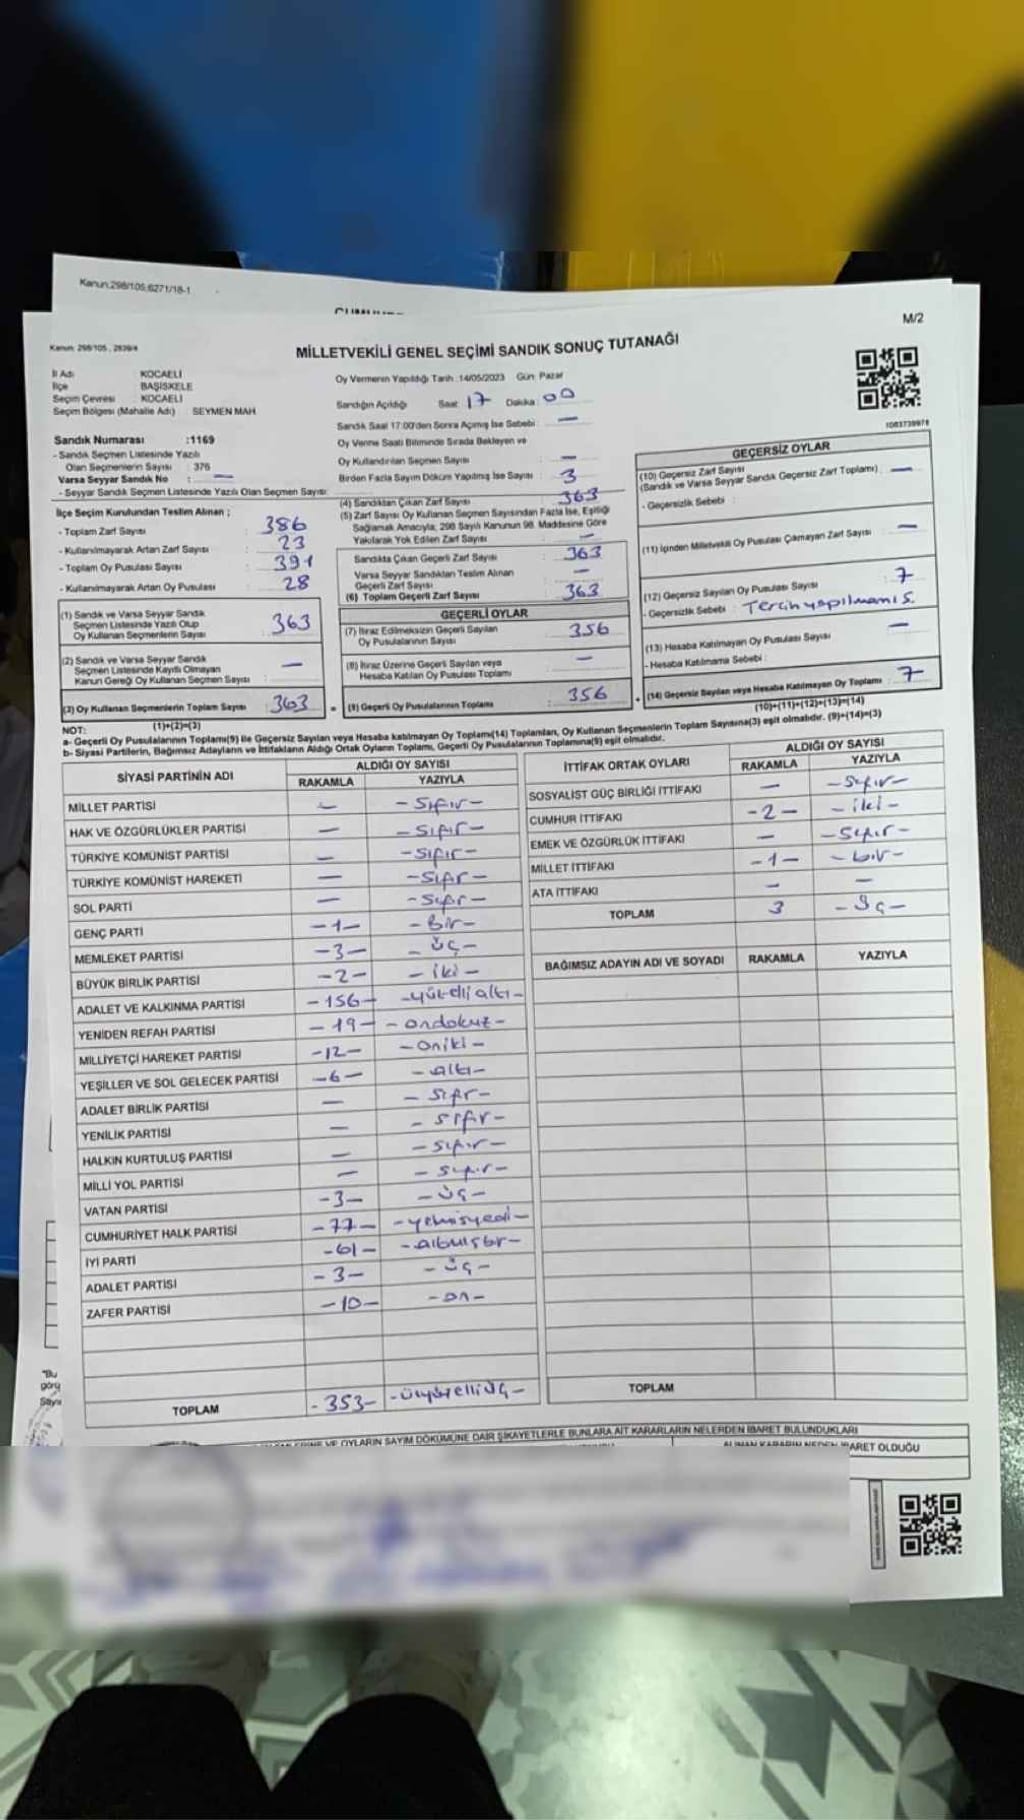 Kanun:298/105,6271/18-1
M/2
Kanun: 298/105 , 2839/4
MİLLETVEKİLİ GENEL SEÇİMİ SANDIK SONUÇ TUTANAĞI
İl Adı KOCAELİ
İlçe BAŞİSKELE
Seçim Çevresi : KOCAELİ
Seçim Bölgesi (Mahalle Adı) : SEYMEN MAH.
Oy Vermenin Yapıldığı Tarih :14/05/2023 Gün: Pazar
Sandığın Açıldığı Saat: 17 Dakika: 00
Sandık Saat 17:00'den Sonra Açılmış İse Sebebi : —
Oy Verme Saati Bitiminde Sırada Bekleyen ve
Oy Kullandırılan Seçmen Sayısı —
Birden Fazla Sayım Döküm Yapılmış İse Sayısı : 3
1083739978
Sandık Numarası :1169
- Sandık Seçmen Listesinde Yazılı
Olan Seçmenlerin Sayısı : 376
Varsa Seyyar Sandık No : —
- Seyyar Sandık Seçmen Listesinde Yazılı Olan Seçmen Sayısı:
İlçe Seçim Kurulundan Teslim Alınan ;
- Toplam Zarf Sayısı : 386
- Kullanılmayarak Artan Zarf Sayısı : 23
- Toplam Oy Pusulası Sayısı : 391
- Kullanılmayarak Artan Oy Pusulası : 28
(1) Sandık ve Varsa Seyyar Sandık
Seçmen Listesinde Yazılı Olup
Oy Kullanan Seçmenlerin Sayısı : 363
(2) Sandık ve Varsa Seyyar Sandık
Seçmen Listesinde Kayıtlı Olmayan
Kanun Gereği Oy Kullanan Seçmen Sayısı : —
(3) Oy Kullanan Seçmenlerin Toplam Sayısı : 363
(1)+(2)=(3)
(4) Sandıktan Çıkan Zarf Sayısı : 363
(5) Zarf Sayısı Oy Kullanan Seçmen Sayısından Fazla İse, Eşitliği
Sağlamak Amacıyla; 298 Sayılı Kanunun 98. Maddesine Göre
Yakılarak Yok Edilen Zarf Sayısı : —
Sandıkta Çıkan Geçerli Zarf Sayısı : 363
Varsa Seyyar Sandıktan Teslim Alınan
Geçerli Zarf Sayısı : —
(6) Toplam Geçerli Zarf Sayısı : 363
GEÇERLİ OYLAR
(7) İtiraz Edilmeksizin Geçerli Sayılan
Oy Pusulalarının Sayısı : 356
(8) İtiraz Üzerine Geçerli Sayılan veya
Hesaba Katılan Oy Pusulası Toplamı : —
(9) Geçerli Oy Pusulalarının Toplamı : 356
GEÇERSİZ OYLAR
(10) Geçersiz Zarf Sayısı
(Sandık ve Varsa Seyyar Sandık Geçersiz Zarf Toplamı) : —
- Geçersizlik Sebebi :
(11) İçinden Milletvekili Oy Pusulası Çıkmayan Zarf Sayısı : —
(12) Geçersiz Sayılan Oy Pusulası Sayısı : 7
- Geçersizlik Sebebi : Tercih yapılmamış.
(13) Hesaba Katılmayan Oy Pusulası Sayısı : —
- Hesaba Katılmama Sebebi :
(14) Geçersiz Sayılan veya Hesaba Katılmayan Oy Toplamı : 7
(10)+(11)+(12)+(13)=(14)
NOT:
a- Geçerli Oy Pusulalarının Toplamı(9) ile Geçersiz Sayılan veya Hesaba katılmayan Oy Toplam(14) Toplamları, Oy Kullanan Seçmenlerin Toplam Sayısına(3) eşit olmalıdır. (9)+(14)=(3)
b- Siyasi Partilerin, Bağımsız Adayların ve İttifakların Aldığı Ortak Oyların Toplamı, Geçerli Oy Pusulalarının Toplamına(9) eşit olmalıdır.
SİYASİ PARTİNİN ADI ALDIĞI OY SAYISI
RAKAMLA YAZIYLA
MİLLET PARTİSİ — -Sıfır-
HAK VE ÖZGÜRLÜKLER PARTİSİ — -Sıfır-
TÜRKİYE KOMÜNİST PARTİSİ — -Sıfır-
TÜRKİYE KOMÜNİST HAREKETİ — -Sıfır-
SOL PARTİ — -Sıfır-
GENÇ PARTİ -1- -Bir-
MEMLEKET PARTİSİ -3- -Üç-
BÜYÜK BİRLİK PARTİSİ -2- -iki-
ADALET VE KALKINMA PARTİSİ -156- -yüzelli altı-
YENİDEN REFAH PARTİSİ -19- -ondokuz-
MİLLİYETÇİ HAREKET PARTİSİ -12- -Oniki-
YEŞİLLER VE SOL GELECEK PARTİSİ -6- -altı-
ADALET BİRLİK PARTİSİ — -sıfır-
YENİLİK PARTİSİ — -sıfır-
HALKIN KURTULUŞ PARTİSİ — -sıfır-
MİLLİ YOL PARTİSİ — -sıfır-
VATAN PARTİSİ -3- -üç-
CUMHURİYET HALK PARTİSİ -77- -yetmişyedi-
İYİ PARTİ -61- -altmışbir-
ADALET PARTİSİ -3- -üç-
ZAFER PARTİSİ -10- -on-
TOPLAM -353- -üçyüzelliüç-
İTTİFAK ORTAK OYLARI ALDIĞI OY SAYISI
RAKAMLA YAZIYLA
SOSYALİST GÜÇ BİRLİĞİ İTTİFAKI — -sıfır-
CUMHUR İTTİFAKI -2- -iki-
EMEK VE ÖZGÜRLÜK İTTİFAKI — -sıfır-
MİLLET İTTİFAKI -1- -bir-
ATA İTTİFAKI — —
TOPLAM 3 -üç-
BAĞIMSIZ ADAYIN ADI VE SOYADI RAKAMLA YAZIYLA
TOPLAM
"Bu
görü
Sayı
VE OYLARIN SAYIM DÖKÜMÜNE DAİR ŞİKAYETLERLE BUNLARA AİT KARARLARIN NELERDEN İBARET BULUNDUKLARI
ALINAN KARARIN NEDEN İBARET OLDUĞU